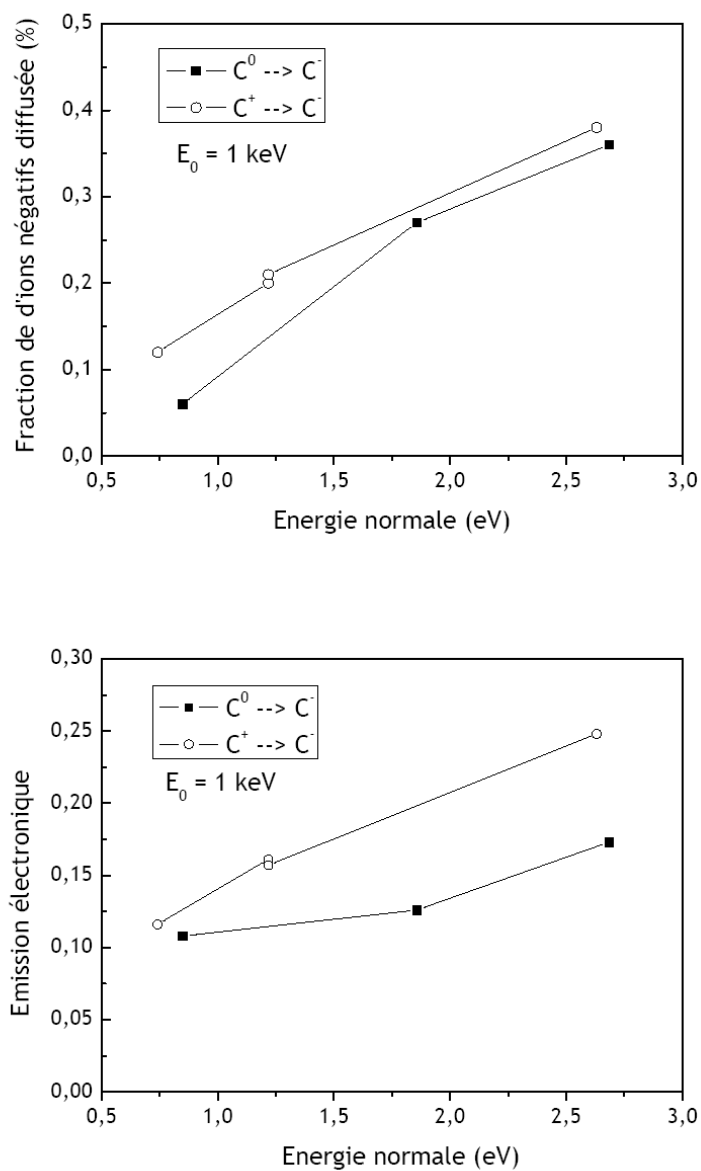 0,5
0,4
0,3
0,2
0,1
0,0
Fraction de d'ions négatifs diffusée (%)
C⁰ --> C⁻
C⁺ --> C⁻
E₀ = 1 keV
0,5 1,0 1,5 2,0 2,5 3,0
Energie normale (eV)
0,30
0,25
0,20
0,15
0,10
0,05
0,00
Emission électronique
C⁰ --> C⁻
C⁺ --> C⁻
E₀ = 1 keV
0,5 1,0 1,5 2,0 2,5 3,0
Energie normale (eV)